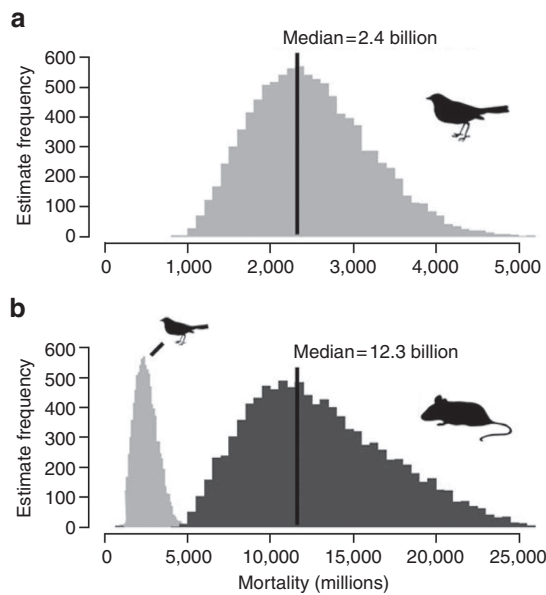 a
Median=2.4 billion
600
500
400
300
200
100
0
Estimate frequency
0 1,000 2,000 3,000 4,000 5,000
b
Median=12.3 billion
600
500
400
300
200
100
0
Estimate frequency
0 5,000 10,000 15,000 20,000 25,000
Mortality (millions)